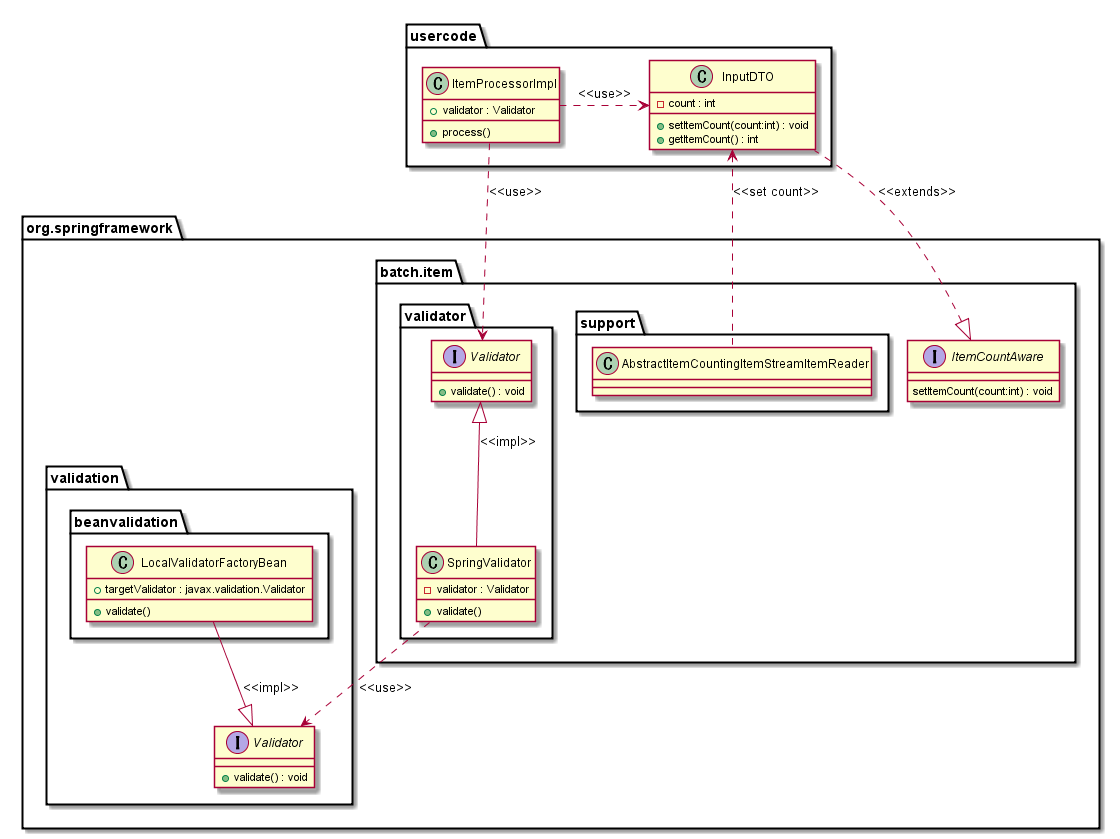 usercode
C ItemProcessorImpl
validator : Validator
process()
<<use>>
C InputDTO
count : int
setItemCount(count:int) : void
getItemCount() : int
<<use>>
<<set count>>
<<extends>>
org.springframework
batch.item
validator
I Validator
validate() : void
<<impl>>
support
C AbstractItemCountingItemStreamItemReader
I ItemCountAware
setItemCount(count:int) : void
validation
beanvalidation
C LocalValidatorFactoryBean
targetValidator : javax.validation.Validator
validate()
C SpringValidator
validator : Validator
validate()
<<impl>>
<<use>>
I Validator
validate() : void